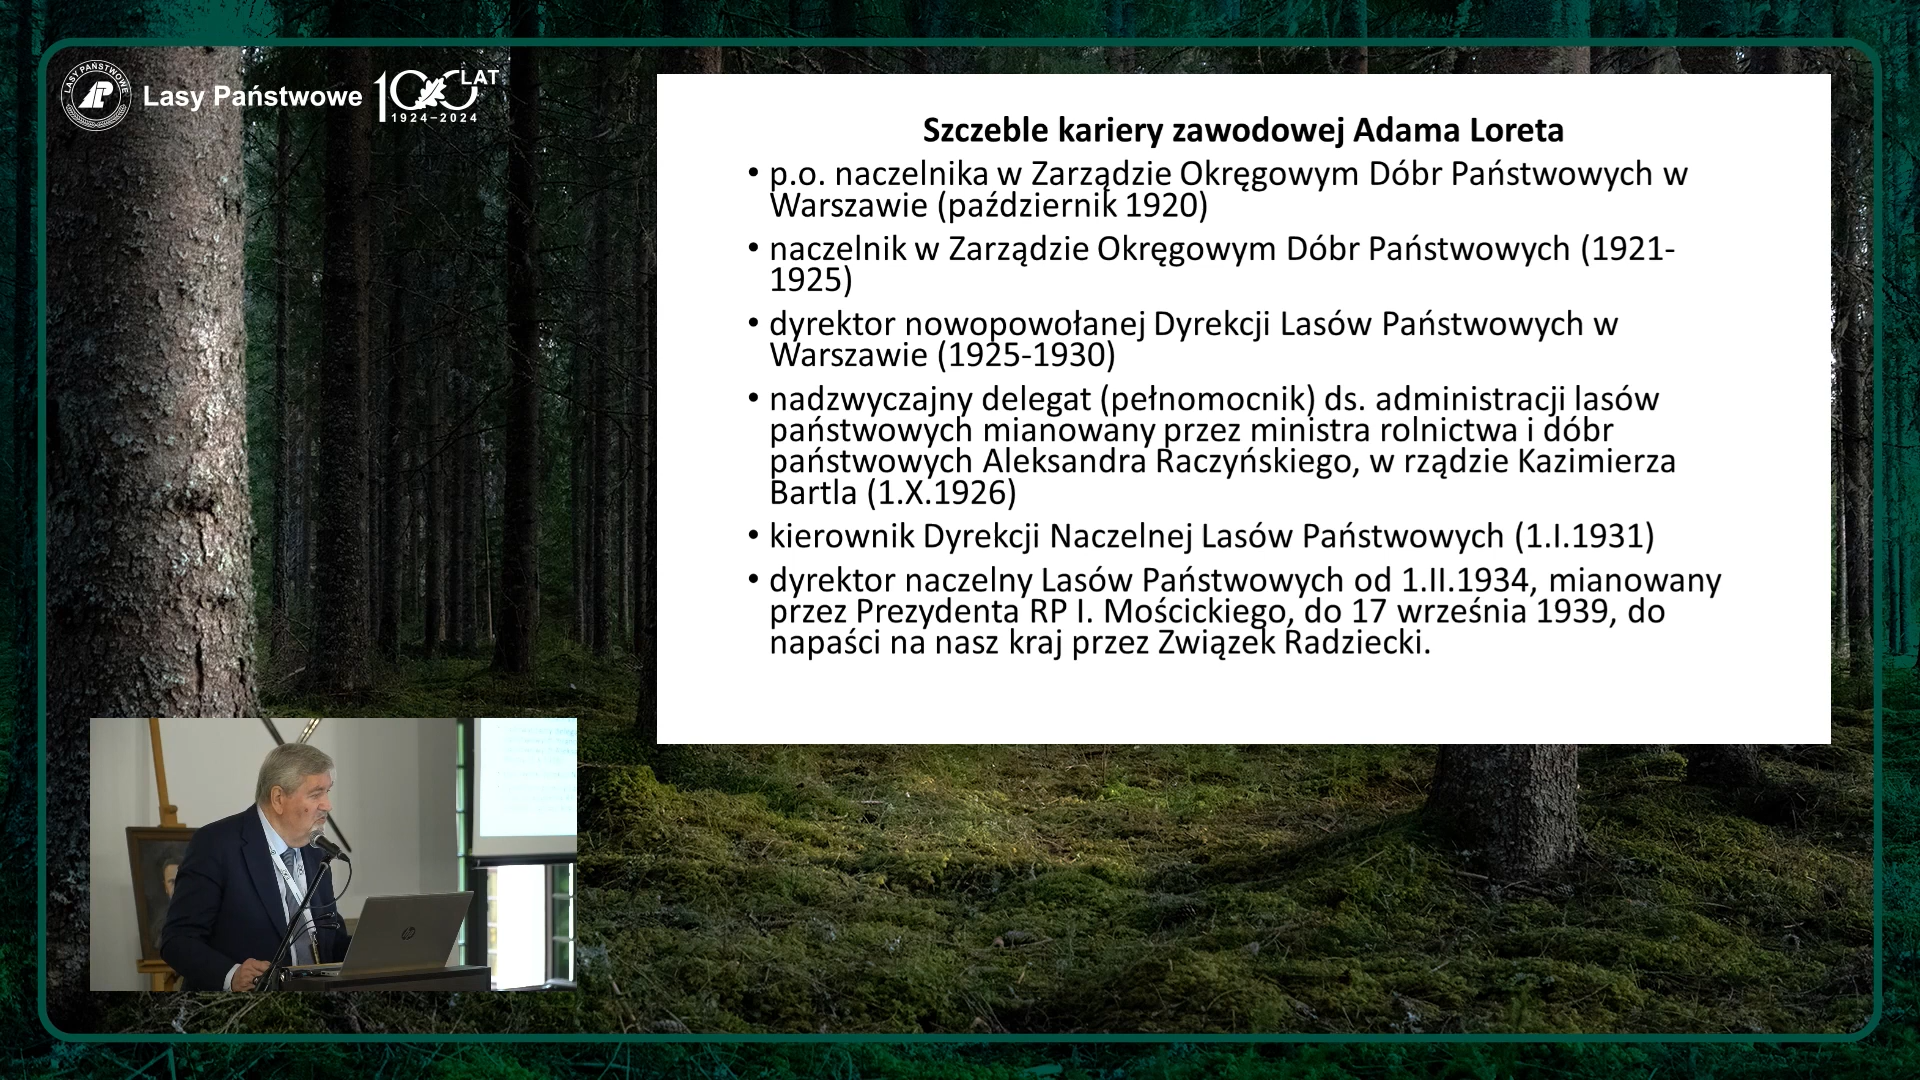 LASY PAŃSTWOWE
LP
Lasy Państwowe
100 LAT
1924–2024
Szczeble kariery zawodowej Adama Loreta
• p.o. naczelnika w Zarządzie Okręgowym Dóbr Państwowych w
Warszawie (październik 1920)
• naczelnik w Zarządzie Okręgowym Dóbr Państwowych (1921-
1925)
• dyrektor nowopowołanej Dyrekcji Lasów Państwowych w
Warszawie (1925-1930)
• nadzwyczajny delegat (pełnomocnik) ds. administracji lasów
państwowych mianowany przez ministra rolnictwa i dóbr
państwowych Aleksandra Raczyńskiego, w rządzie Kazimierza
Bartla (1.X.1926)
• kierownik Dyrekcji Naczelnej Lasów Państwowych (1.I.1931)
• dyrektor naczelny Lasów Państwowych od 1.II.1934, mianowany
przez Prezydenta RP I. Mościckiego, do 17 września 1939, do
napaści na nasz kraj przez Związek Radziecki.
hp